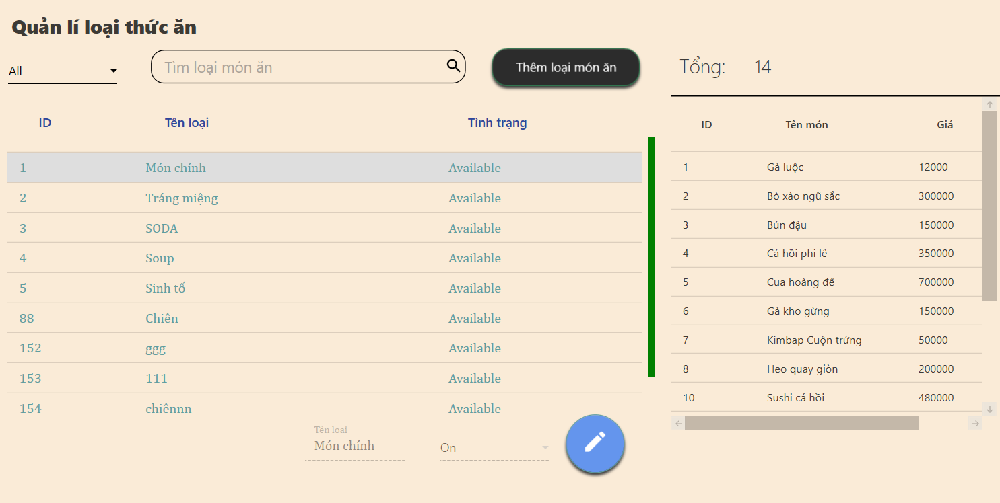 Quản lí loại thức ăn
All
Tìm loại món ăn
Thêm loại món ăn
Tổng: 14
ID Tên loại Tình trạng
1 Món chính Available
2 Tráng miệng Available
3 SODA Available
4 Soup Available
5 Sinh tố Available
88 Chiên Available
152 ggg Available
153 111 Available
154 chiênnn Available
Tên loại
Món chính
On
ID Tên món Giá
1 Gà luộc 12000
2 Bò xào ngũ sắc 300000
3 Bún đậu 150000
4 Cá hồi phi lê 350000
5 Cua hoàng đế 700000
6 Gà kho gừng 150000
7 Kimbap Cuộn trứng 50000
8 Heo quay giòn 200000
10 Sushi cá hồi 480000